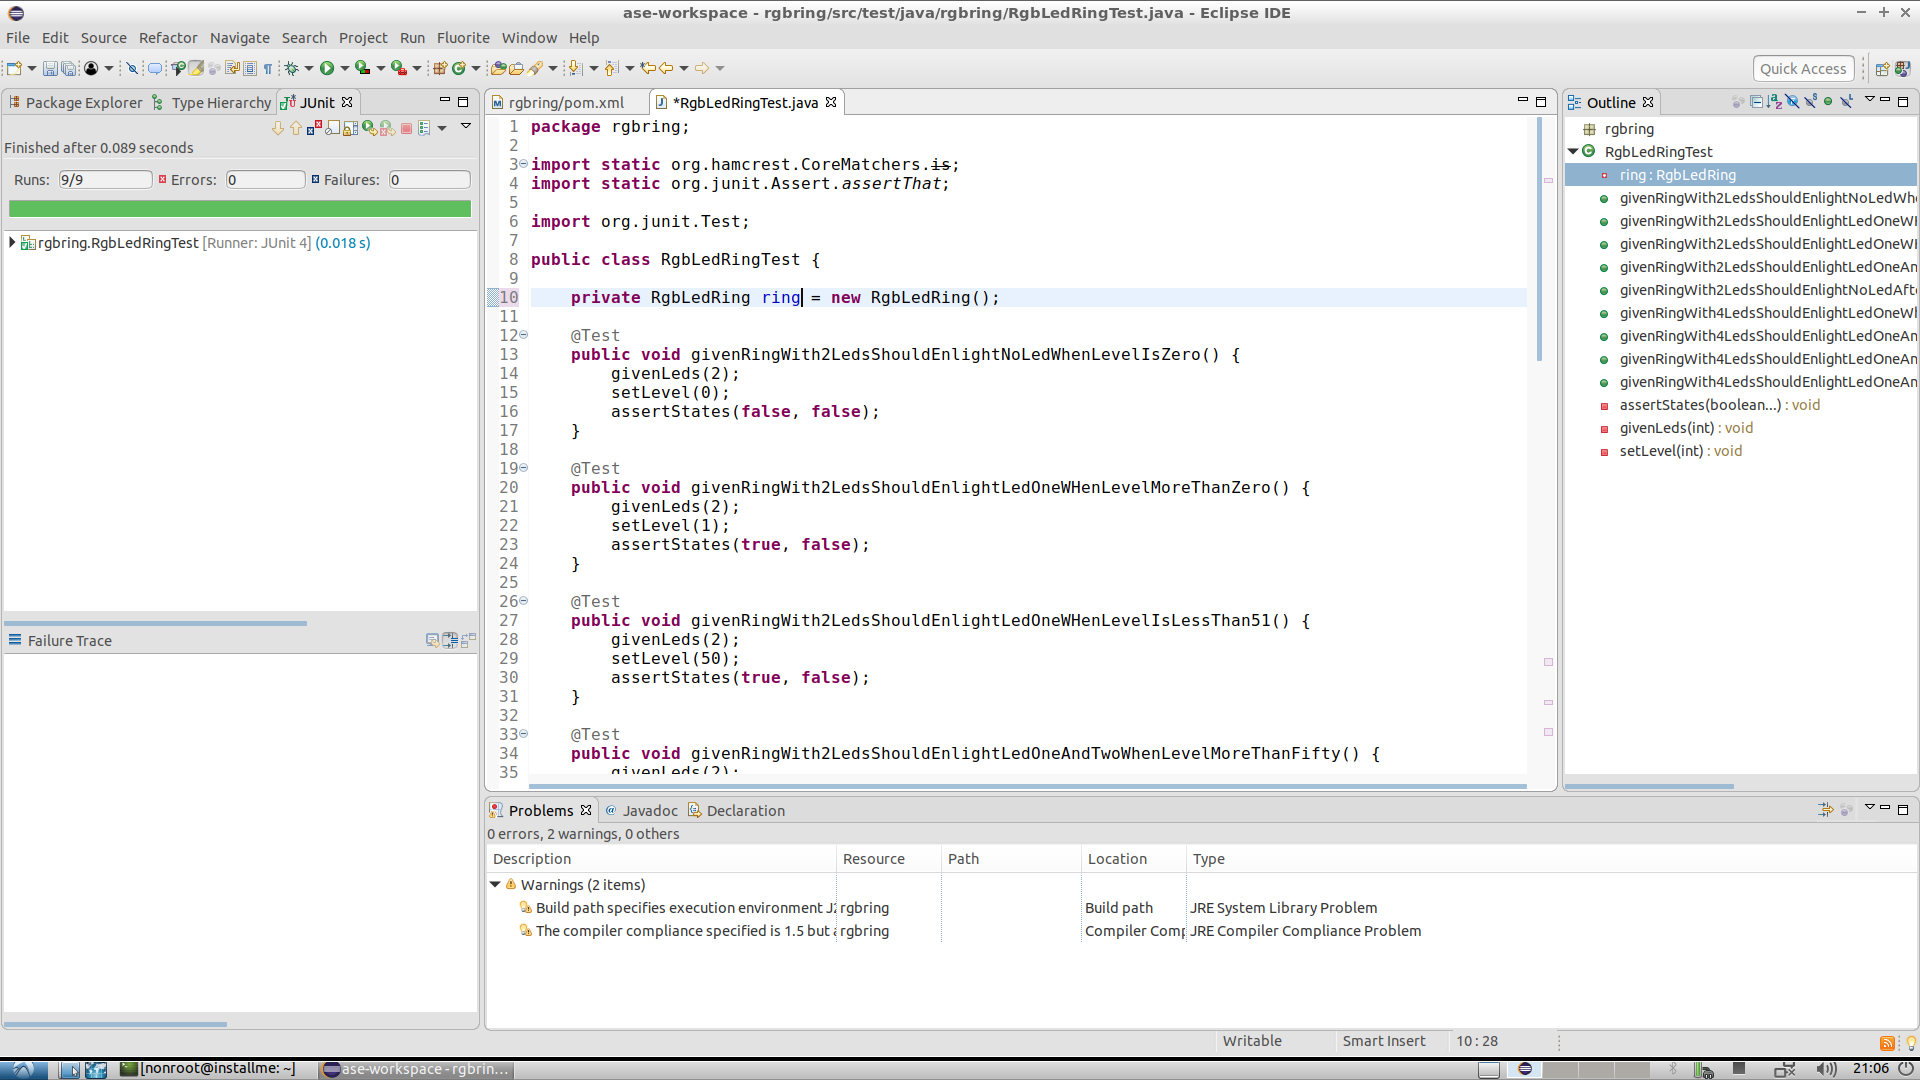 ase-workspace - rgbring/src/test/java/rgbring/RgbLedRingTest.java - Eclipse IDE
File Edit Source Refactor Navigate Search Project Run Fluorite Window Help
Quick Access
Package Explorer Type Hierarchy JUnit
Finished after 0.089 seconds
Runs: 9/9 Errors: 0 Failures: 0
rgbring.RgbLedRingTest [Runner: JUnit 4] (0.018 s)
Failure Trace
rgbring/pom.xml *RgbLedRingTest.java
1 package rgbring;
2
3 import static org.hamcrest.CoreMatchers.is;
4 import static org.junit.Assert.assertThat;
5
6 import org.junit.Test;
7
8 public class RgbLedRingTest {
9
10 private RgbLedRing ring = new RgbLedRing();
11
12 @Test
13 public void givenRingWith2LedsShouldEnlightNoLedWhenLevelIsZero() {
14 givenLeds(2);
15 setLevel(0);
16 assertStates(false, false);
17 }
18
19 @Test
20 public void givenRingWith2LedsShouldEnlightLedOneWHenLevelMoreThanZero() {
21 givenLeds(2);
22 setLevel(1);
23 assertStates(true, false);
24 }
25
26 @Test
27 public void givenRingWith2LedsShouldEnlightLedOneWHenLevelIsLessThan51() {
28 givenLeds(2);
29 setLevel(50);
30 assertStates(true, false);
31 }
32
33 @Test
34 public void givenRingWith2LedsShouldEnlightLedOneAndTwoWhenLevelMoreThanFifty() {
35 givenLeds(2);
Outline
rgbring
RgbLedRingTest
ring : RgbLedRing
givenRingWith2LedsShouldEnlightNoLedWhe
givenRingWith2LedsShouldEnlightLedOneWH
givenRingWith2LedsShouldEnlightLedOneWH
givenRingWith2LedsShouldEnlightLedOneAn
givenRingWith2LedsShouldEnlightNoLedAfte
givenRingWith4LedsShouldEnlightLedOneWh
givenRingWith4LedsShouldEnlightLedOneAn
givenRingWith4LedsShouldEnlightLedOneAn
givenRingWith4LedsShouldEnlightLedOneAn
assertStates(boolean...) : void
givenLeds(int) : void
setLevel(int) : void
Problems Javadoc Declaration
0 errors, 2 warnings, 0 others
Description Resource Path Location Type
Warnings (2 items)
Build path specifies execution environment J2 rgbring Build path JRE System Library Problem
The compiler compliance specified is 1.5 but a rgbring Compiler Comp JRE Compiler Compliance Problem
Writable Smart Insert 10 : 28
[nonroot@installme: ~] ase-workspace - rgbrin... 21:06